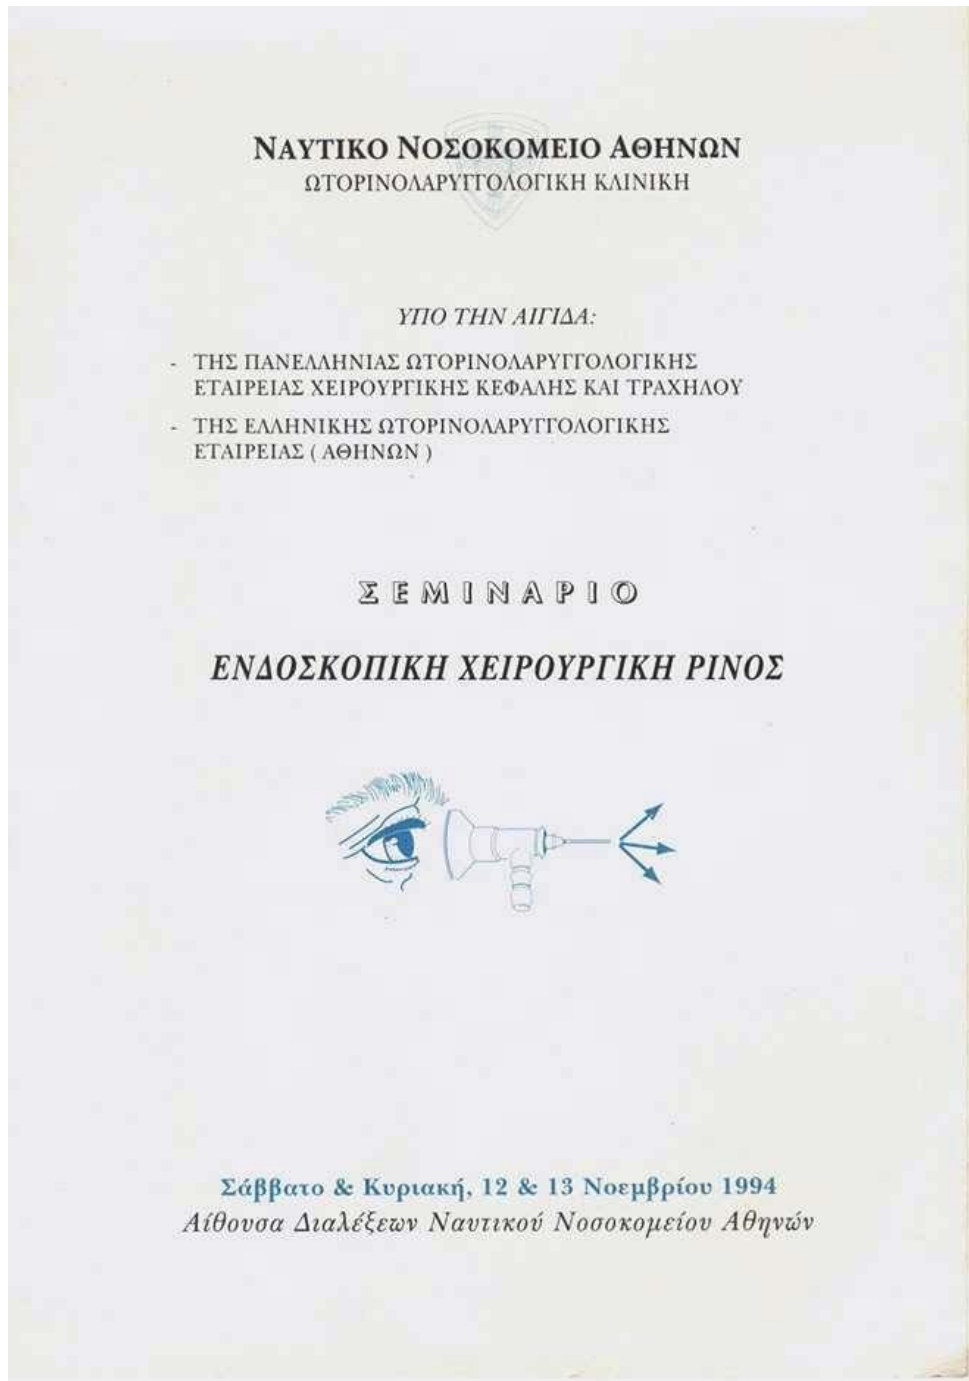 ΝΑΥΤΙΚΟ ΝΟΣΟΚΟΜΕΙΟ ΑΘΗΝΩΝ
ΩΤΟΡΙΝΟΛΑΡΥΓΓΟΛΟΓΙΚΗ ΚΛΙΝΙΚΗ
ΥΠΟ ΤΗΝ ΑΙΓΙΔΑ:
- ΤΗΣ ΠΑΝΕΛΛΗΝΙΑΣ ΩΤΟΡΙΝΟΛΑΡΥΓΓΟΛΟΓΙΚΗΣ
ΕΤΑΙΡΕΙΑΣ ΧΕΙΡΟΥΡΓΙΚΗΣ ΚΕΦΑΛΗΣ ΚΑΙ ΤΡΑΧΗΛΟΥ
- ΤΗΣ ΕΛΛΗΝΙΚΗΣ ΩΤΟΡΙΝΟΛΑΡΥΓΓΟΛΟΓΙΚΗΣ
ΕΤΑΙΡΕΙΑΣ ( ΑΘΗΝΩΝ )
ΣΕΜΙΝΑΡΙΟ
ΕΝΔΟΣΚΟΠΙΚΗ ΧΕΙΡΟΥΡΓΙΚΗ ΡΙΝΟΣ
Σάββατο & Κυριακή, 12 & 13 Νοεμβρίου 1994
Αίθουσα Διαλέξεων Ναυτικού Νοσοκομείου Αθηνών